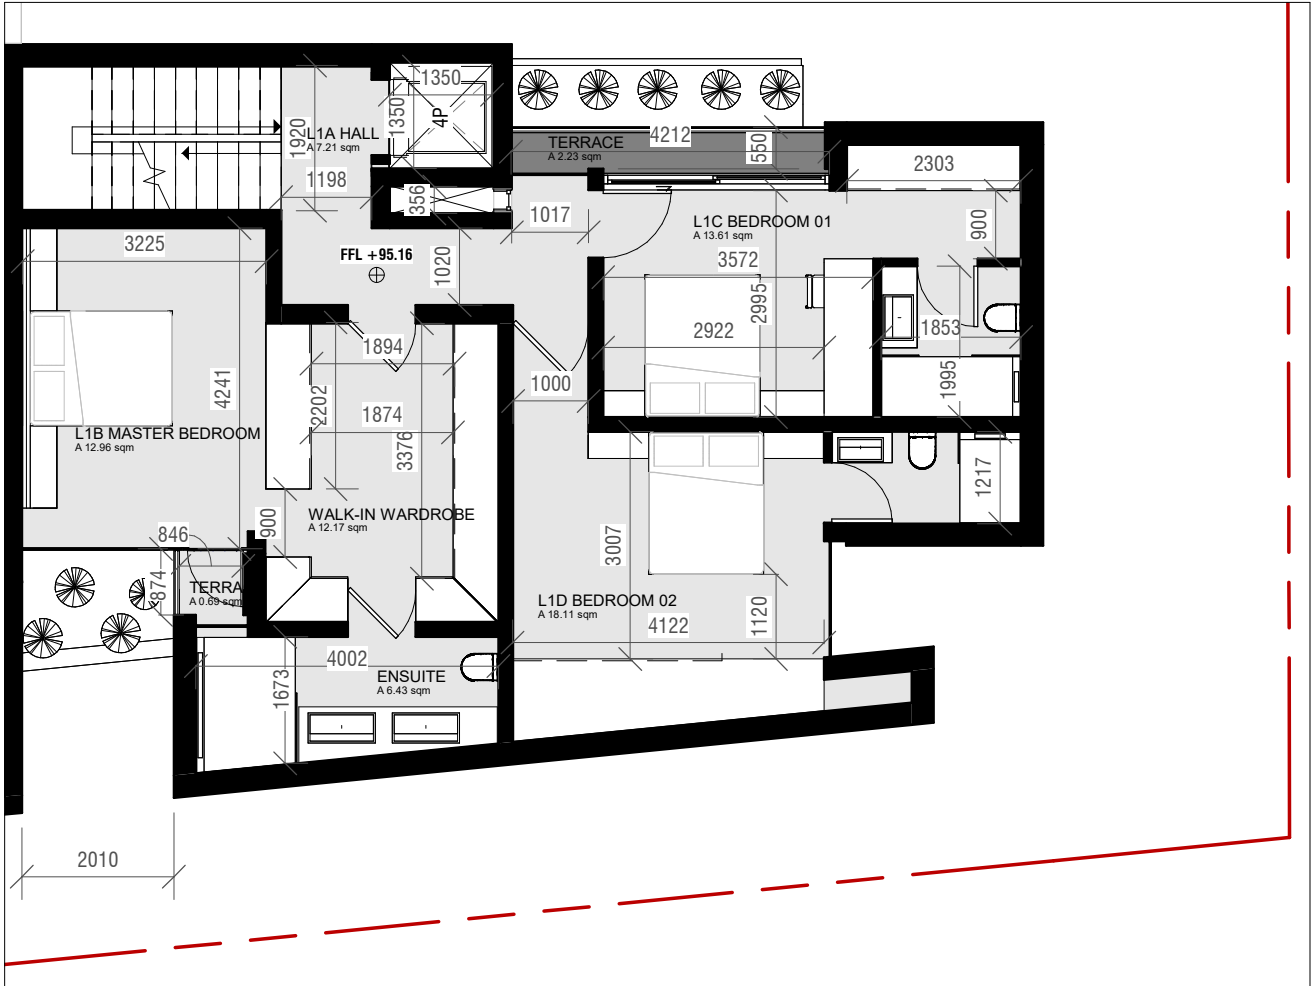 1350
4P
1350
L1A HALL
A 7.21 sqm
1920
1198
356
TERRACE
A 2.23 sqm
4212
550
2303
900
1017
L1C BEDROOM 01
A 13.61 sqm
3572
2995
2922
1853
1995
3225
FFL +95.16
1020
4241
L1B MASTER BEDROOM
A 12.96 sqm
1894
2202
1874
3376
1000
WALK-IN WARDROBE
A 12.17 sqm
900
846
874
TERRA
A 0.69 sqm
1217
3007
L1D BEDROOM 02
A 18.11 sqm
1120
4122
4002
1673
ENSUITE
A 6.43 sqm
2010